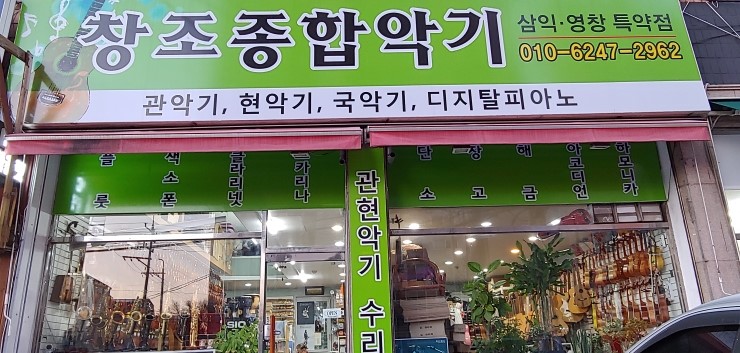 창조종합악기
삼익·영창 특약점
010-6247-2962
관악기, 현악기, 국악기, 디지탈피아노
플룻
색소폰
클라리넷
오카리나
단소
장고
해금
아코디언
하모니카
관현악기 수리
OPEN